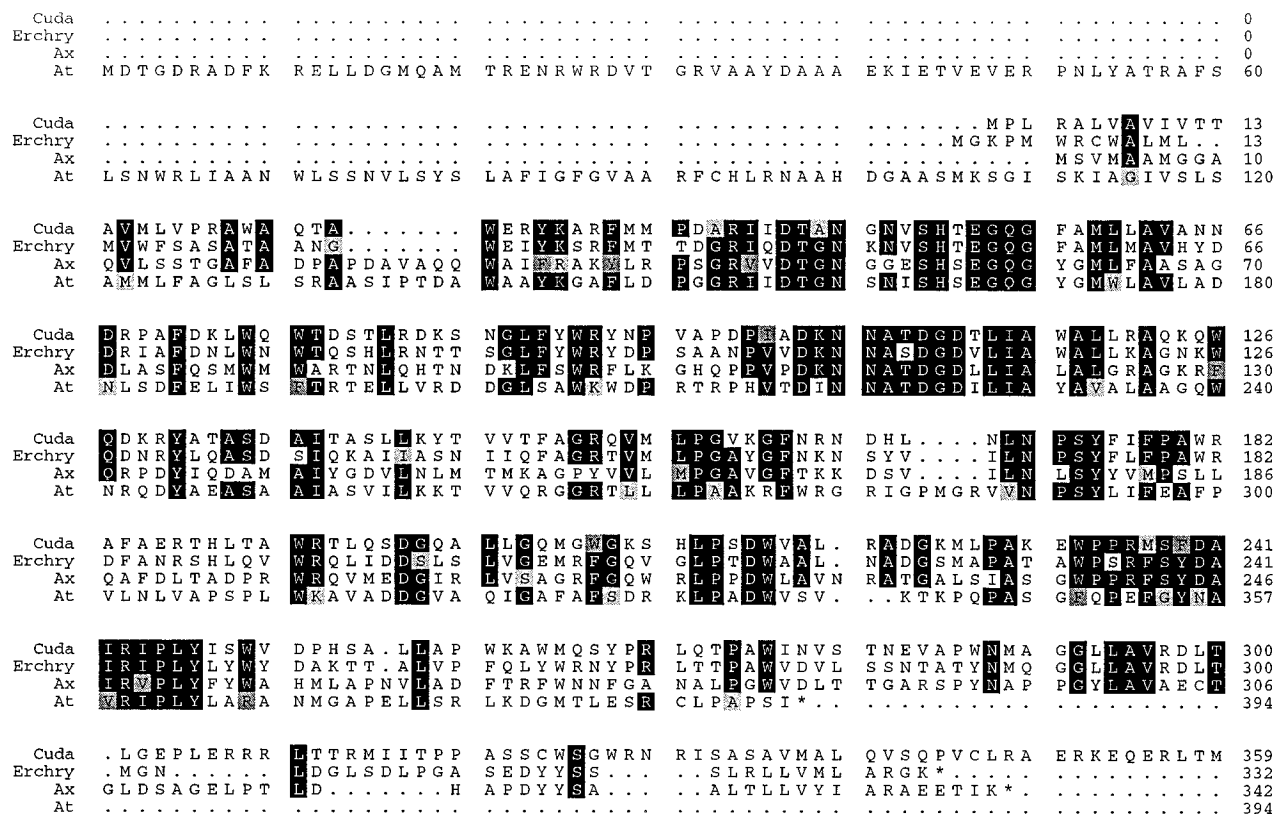 Cuda . . . . . . . . . . . . . . . . . . . . . . . . . . . . . . . . . . . . . . . . . . . . . . . . . . . . . . . . . . . . 0
Erchry . . . . . . . . . . . . . . . . . . . . . . . . . . . . . . . . . . . . . . . . . . . . . . . . . . . . . . . . . . . . 0
Ax . . . . . . . . . . . . . . . . . . . . . . . . . . . . . . . . . . . . . . . . . . . . . . . . . . . . . . . . . . . . 0
At MDTGDRADFK RELLDGMQAM TRENRWRDVT GRVAAYDAAA EKIETVEVER PNLYATRAFS 60
Cuda .......... .......... .......... .......... .......MPL RALVAVIVTT 13
Erchry .......... .......... .......... .......... .....MGKPM WRCWALML.. 13
Ax .......... .......... .......... .......... .......... MSVMAAMGGA 10
At LSNWRLIAAN WLSSNVLSYS LAFIGFGVAA RFCHLRNAAH DGAASMKSGI SKIAGIVSLS 120
Cuda AVMLVPRAWA QTA....... WERYKARFMM PDARIIDTAN GNVSHTEGQG FAMLLAVANN 66
Erchry MVWFSASATA ANG....... WEIYKSRFMT TDGRIQDTGN KNVSHTEGQG FAMLMAVHYD 66
Ax QVLSSTGAFA DPAPDAVAQQ WAIFRAKYLR PSGRVVDTGN GGESHSEGQG YGMLFAASAG 70
At AMMLFAGLSL SRAASIPTDA WAAYKGAFLD PGGRIIDTGN SNISHSEGQG YGMWLAVLAD 180
Cuda DRPAFDKLWQ WTDSTLRDKS NGLFYWRYNP VAPDPIADKN NATDGDTLIA WALLRAQKQW 126
Erchry DRIAFDNLWN WTQSHLRNTT SGLFYWRYDP SAANPVVDKN NASDGDVLIA WALLKAGNKW 126
Ax DLASFQSMWM WARTNLQHTN DKLFSWRFLK GHQPPVPDKN NATDGDLLIA LALGRAGKRF 130
At NLSDFELIWS FTRTELLVRD DGLSAWKWDP RTRPHVTDIN NATDGDILIA YAVALAAGQW 240
Cuda QDKRYATASD AITASLLKYT VVTFAGRQVM LPGVKGFNRN DHL....NLN PSYFIFPAWR 182
Erchry QDNRYLQASD SIQKAIIASN IIQFAGRTVM LPGAYGFNKN SYV....ILN PSYFLFPAWR 182
Ax QRPDYIQDAM AIYGDVLNLM TMKAGPYVVL MPGAVGFTKK DSV....ILN LSYYVMPSLL 186
At NRQDYAEASA AIASVILKKT VVQRGGRTLL LPAAKRFWRG RIGPMGRVVN PSYLIFEAFP 300
Cuda AFAERTHLTA WRTLQSDGQA LLGQMGWGKS HLPSDWVAL. RADGKMLPAK EWPPRMSFDA 241
Erchry DFANRSHLQV WRQLIDDSLS LVGEMRFGQV GLPTDWVAL. NADGSMAPAT AWPSRFSYDA 241
Ax QAFDLTADPR WRQVMEDGIR LVSAGRFGQW RLPPDWLAVN RATGALSIAS GWPPRFSYDA 246
At VLNLVAPSPL WKAVADDGVA QIGAFAFSDR KLPADWVSV. ..KTKPQPAS GRQPEFGYNA 357
Cuda IRIPLYISWV DPHSA.LLAP WKAWMQSYPR LQTPAWINVS TNEVAPWNMA GGLLAVRDLT 300
Erchry IRIPLYLYWY DAKTT.ALVP FQLYWRNYPR LTTPAWVDVL SSNTATYNMQ GGLLAVRDLT 300
Ax IRVPLYFYWA HMLAPNVLAD FTRFWNNFGA NALPGWVDLT TGARSPYNAP PGYLAVAECT 306
At VRIPLYLARA NMGAPELLSR LKDGMTLESR CLPAPSI*.. .......... .......... 394
Cuda .LGEPLERRR LTTRMIITPP ASSCWSGWRN RISASAVMAL QVSQPVCLRA ERKEQERLTM 359
Erchry .MGN...... LDGLSDLPGA SEDYYSS... .SLRLLVML ARGK*..... .......... 332
Ax GLDSAGELPT LD.......H APDYYSA... .ALTLLVYI ARAEETIK*. .......... 342
At .......... .......... .......... .......... .......... .......... 394